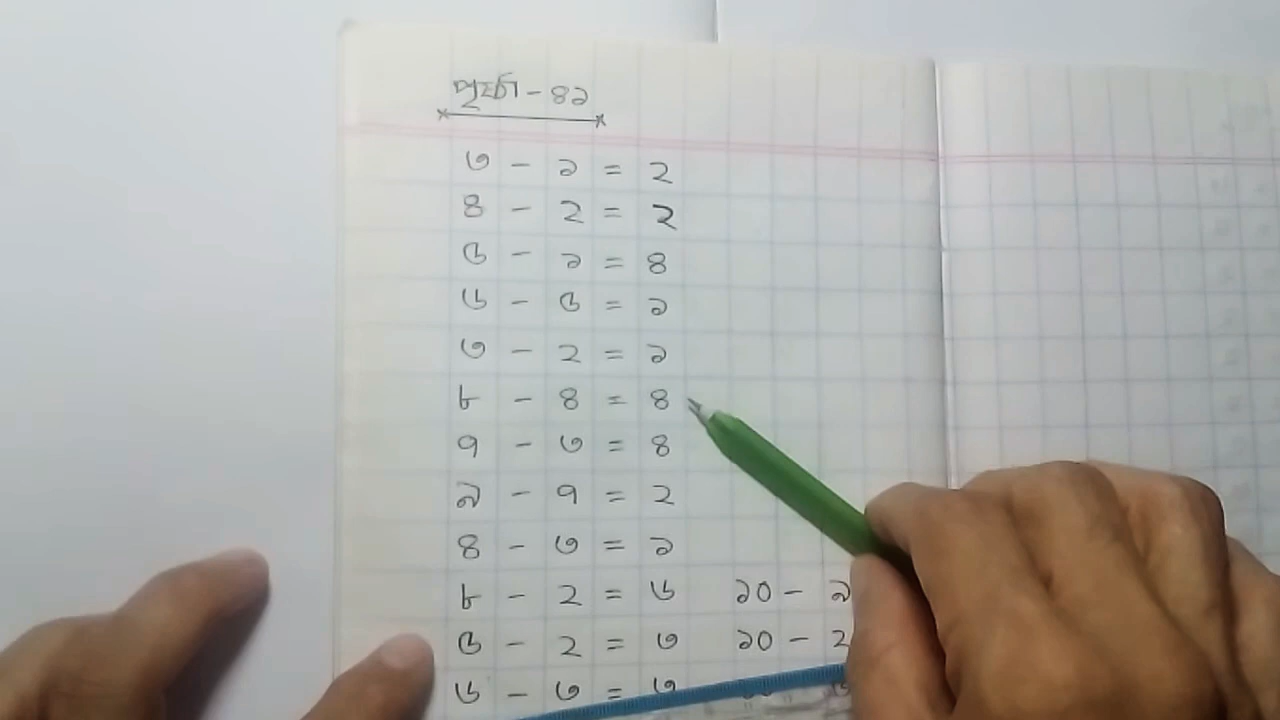 পৃষ্ঠা - ৪১
৩ - ১ = ২
৪ - ২ = ২
৫ - ১ = ৪
৬ - ৫ = ১
৩ - ২ = ১
৮ - ৪ = ৪
৭ - ৩ = ৪
৯ - ৭ = ২
৪ - ৩ = ১
৮ - ২ = ৬ ১০ -
৫ - ২ = ৩ ১০ - ২
৬ - ৩ = ৩